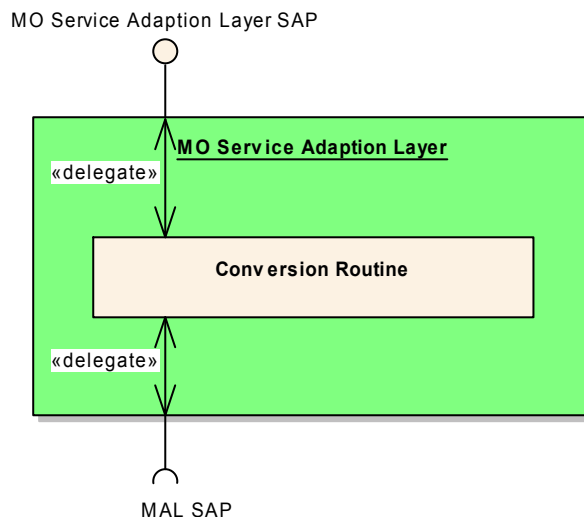 MO Service Adaption Layer SAP
MO Service Adaption Layer
«delegate»
Conversion Routine
«delegate»
MAL SAP